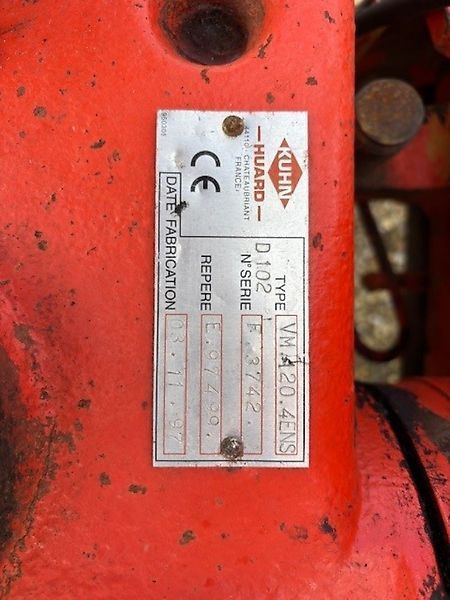 KUHN
— HUARD —
44110 CHATEAUBRIANT
(FRANCE)
CE
TYPE VM 120.4ENS
D102
N° SERIE F.3742.
REPERE E.97499.
DATE FABRICATION 03.11.97